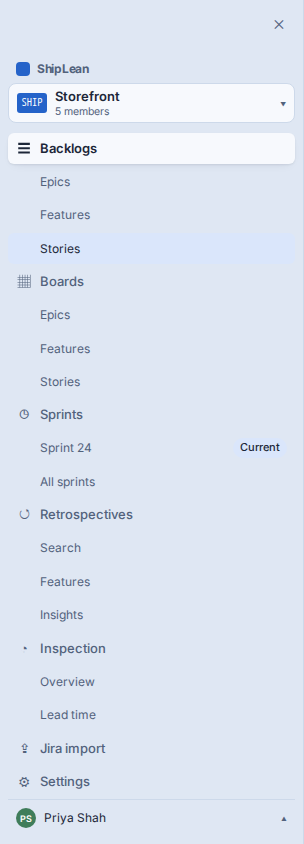 ShipLean
SHIP
Storefront
5 members
Backlogs
Epics
Features
Stories
Boards
Epics
Features
Stories
Sprints
Sprint 24
Current
All sprints
Retrospectives
Search
Features
Insights
Inspection
Overview
Lead time
Jira import
Settings
PS
Priya Shah